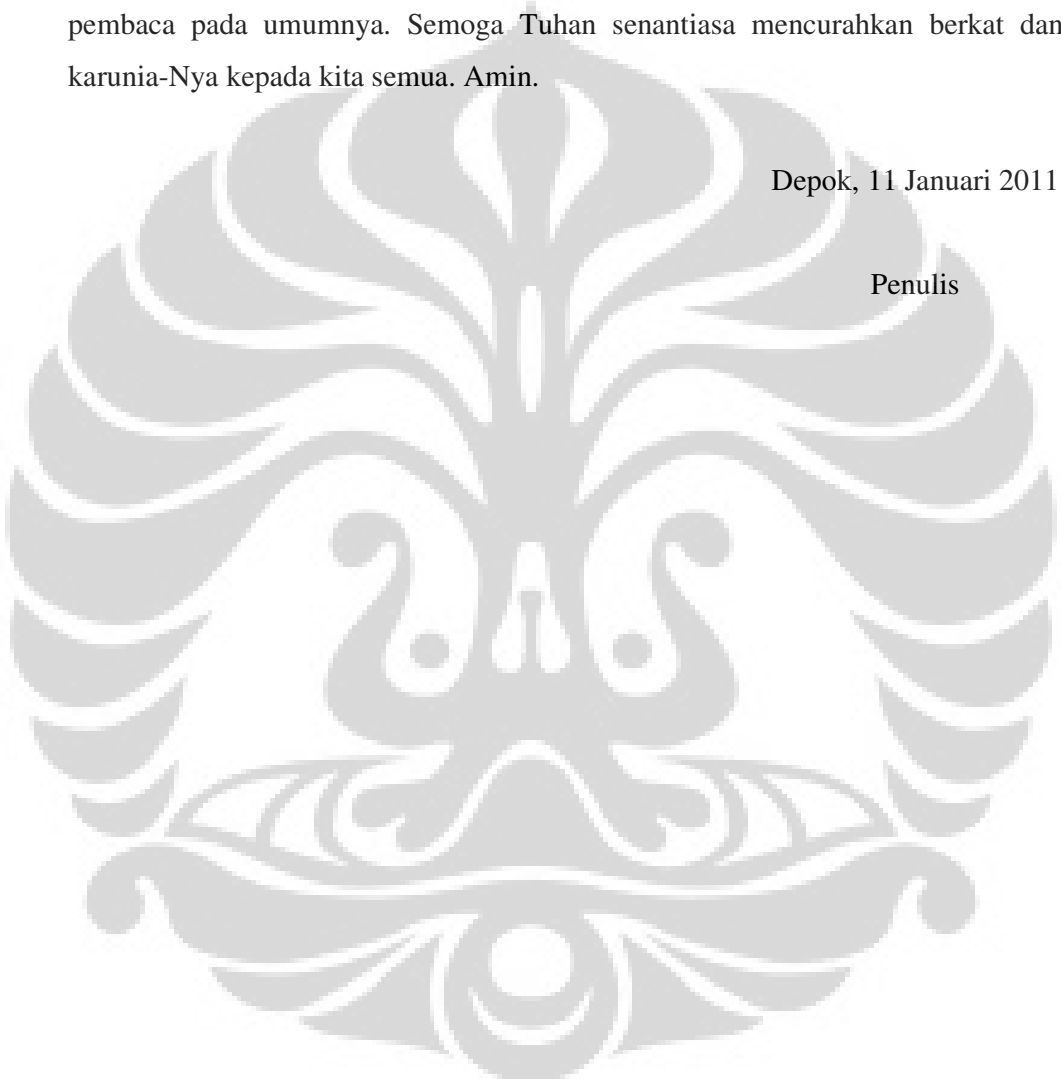 pembaca pada umumnya. Semoga Tuhan senantiasa mencurahkan berkat dan
karunia-Nya kepada kita semua. Amin.
Depok, 11 Januari 2011
Penulis